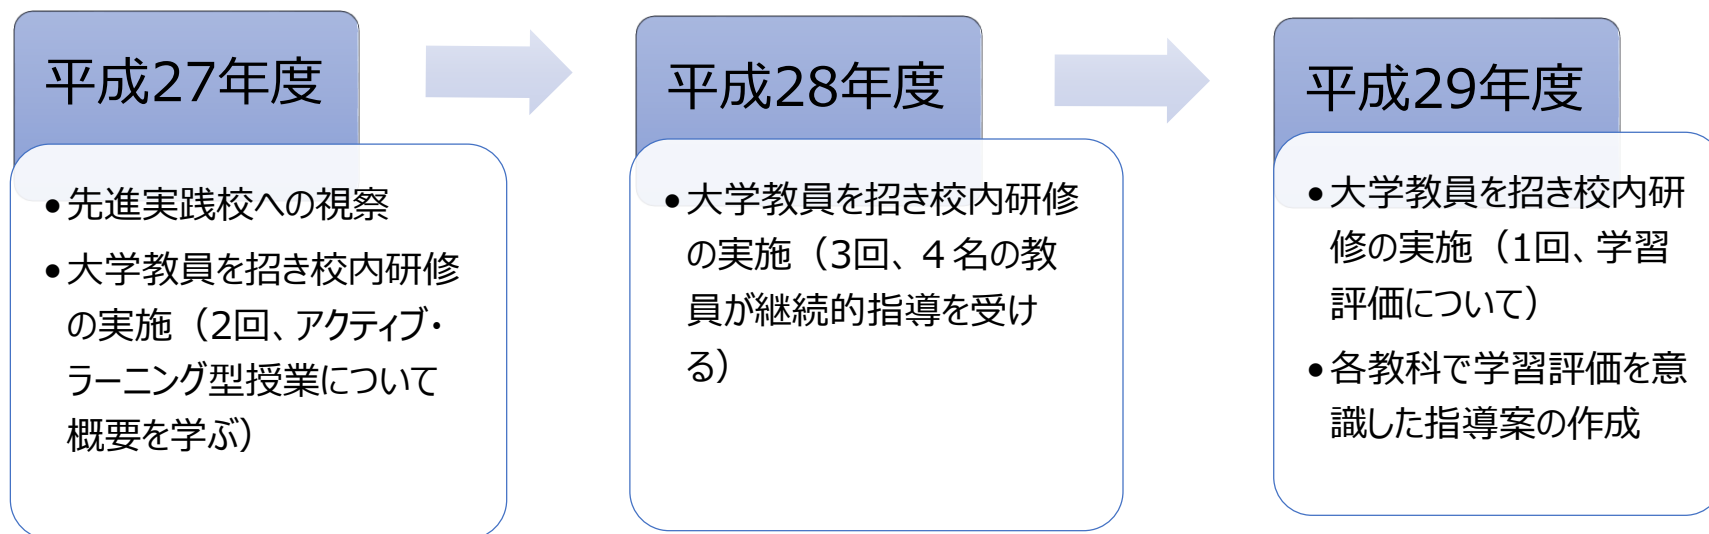 平成27年度
•先進実践校への視察
•大学教員を招き校内研修
の実施（2回、アクティブ・
ラーニング型授業について
概要を学ぶ）
平成28年度
•大学教員を招き校内研修
の実施（3回、４名の教
員が継続的指導を受け
る）
平成29年度
•大学教員を招き校内研
修の実施（1回、学習
評価について）
•各教科で学習評価を意
識した指導案の作成